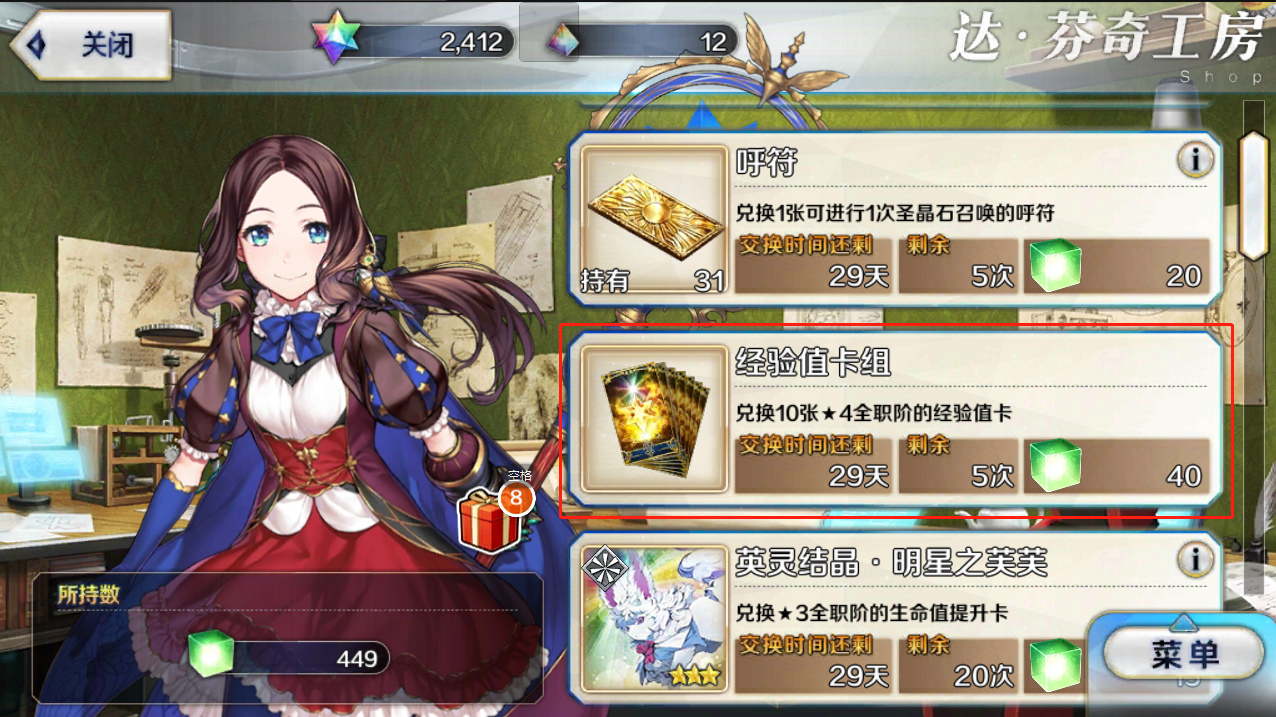 关闭
2,412
12
达·芬奇工房
Shop
呼符
兑换1张可进行1次圣晶石召唤的呼符
交换时间还剩 剩余
持有 31 29天 5次 20
经验值卡组
兑换10张★4全职阶的经验值卡
交换时间还剩 剩余
29天 5次 40
空格
8
英灵结晶·明星之芙芙
兑换★3全职阶的生命值提升卡
交换时间还剩 剩余
29天 20次
所持数
449
菜单